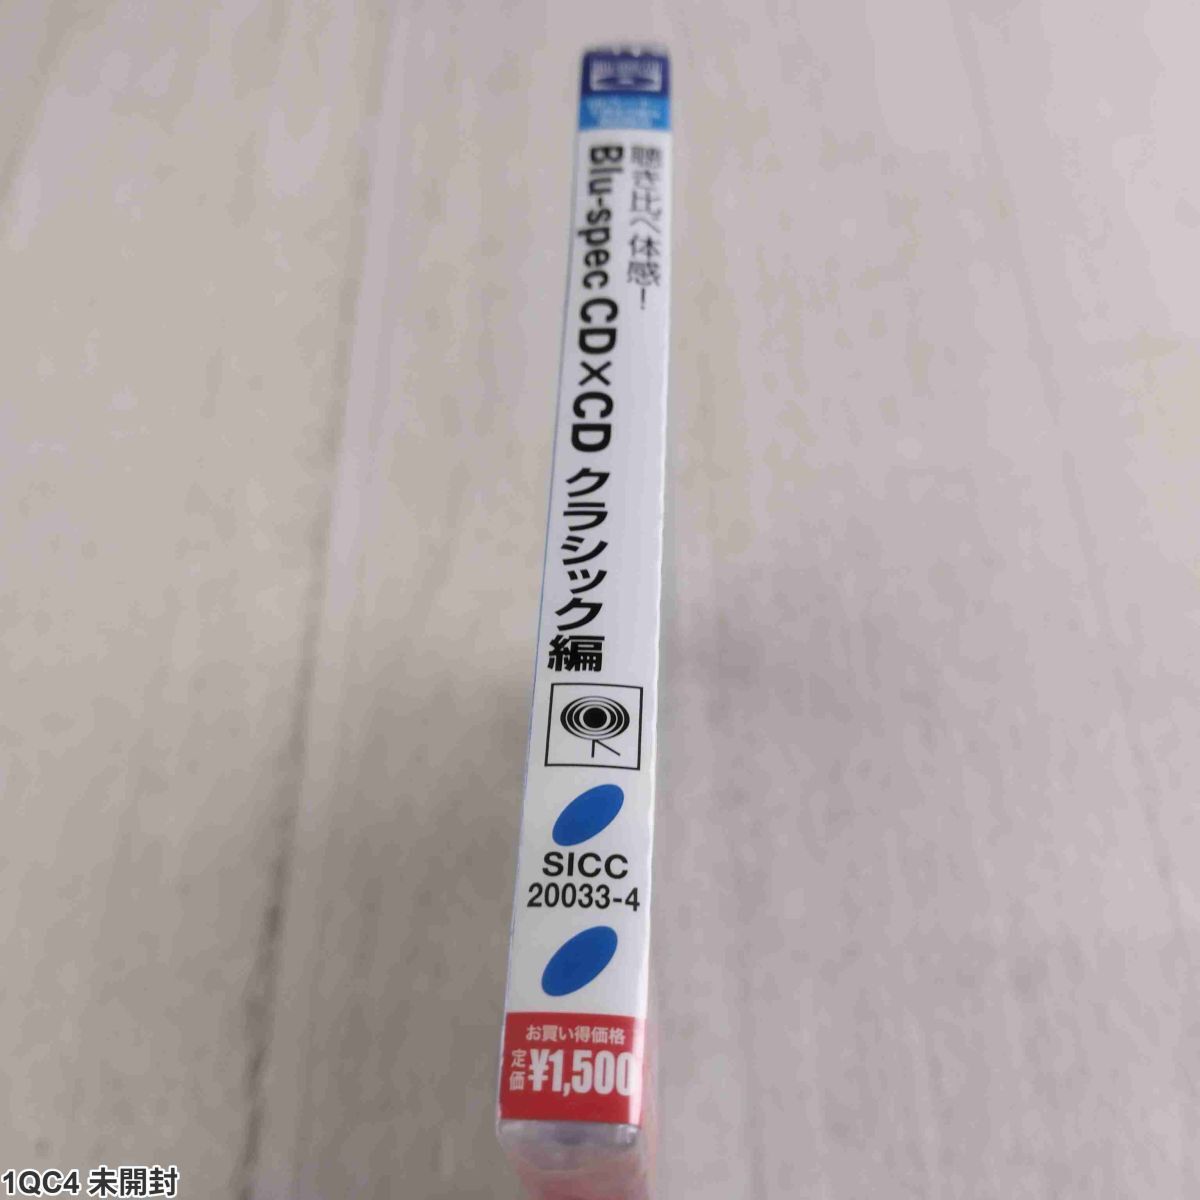 聴き比べ体感！
Blu-spec CD×CD クラシック編
SICC
20033-4
お買い得価格
定価 ¥1,500
1QC4 未開封